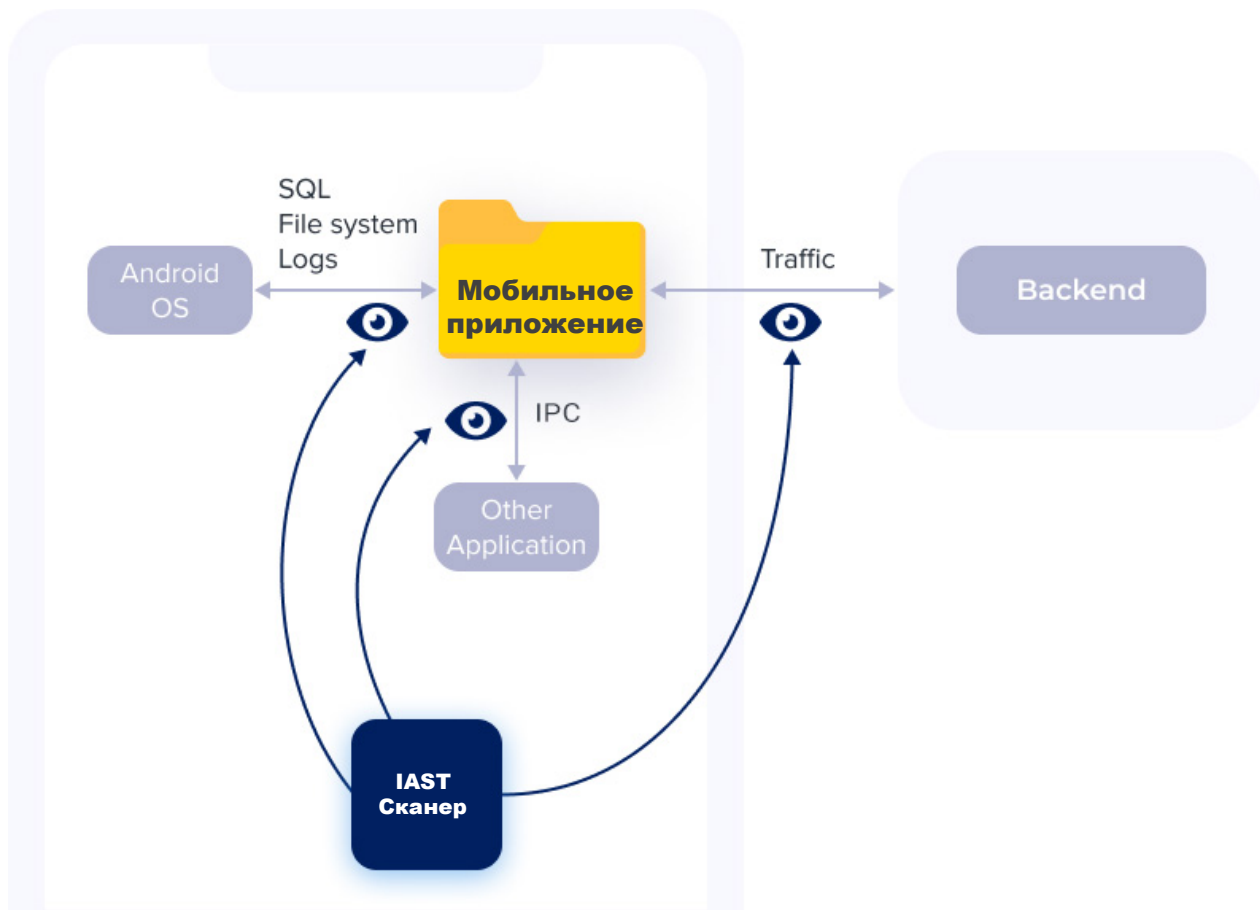 SQL
File system
Logs
Android
OS
Мобильное
приложение
Traffic
Backend
IPC
Other
Application
IAST
Сканер